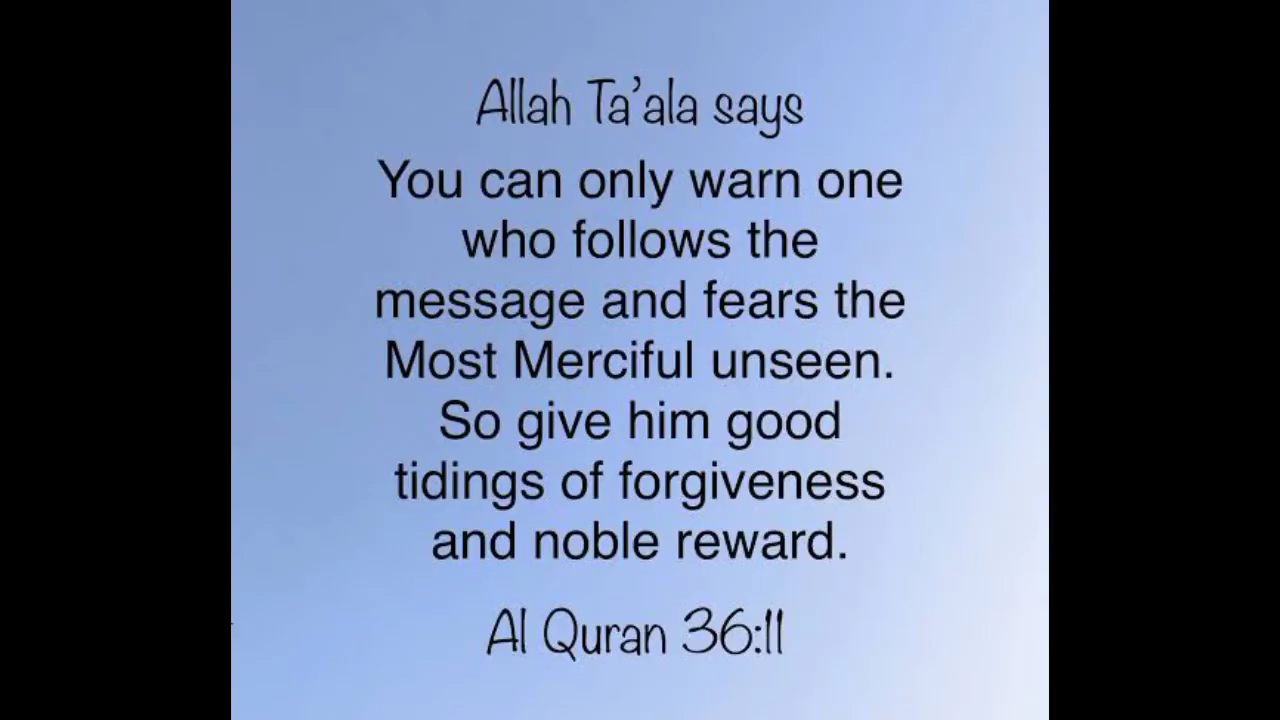 Allah Ta'ala says
You can only warn one
who follows the
message and fears the
Most Merciful unseen.
So give him good
tidings of forgiveness
and noble reward.
Al Quran 36:11